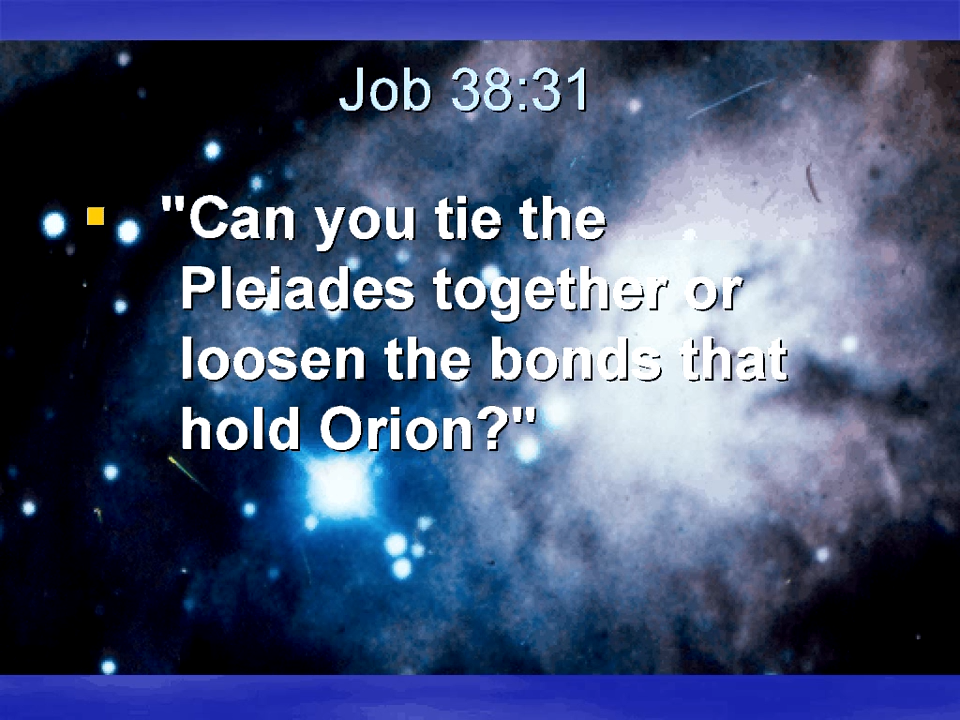 Job 38:31
"Can you tie the
Pleiades together or
loosen the bonds that
hold Orion?"